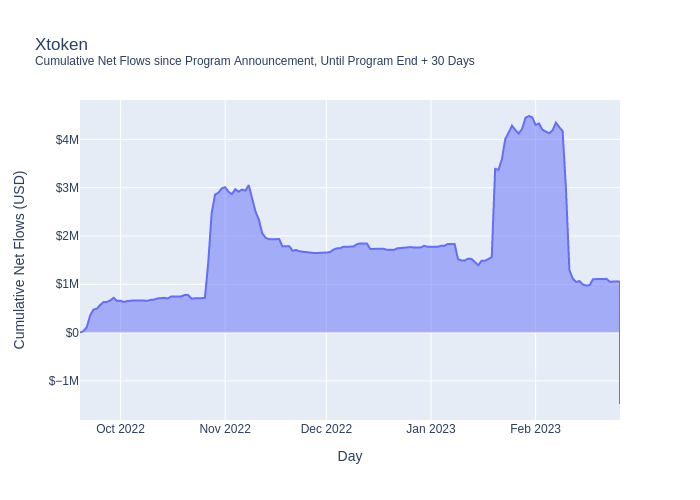 Xtoken
Cumulative Net Flows since Program Announcement, Until Program End + 30 Days
Cumulative Net Flows (USD)
$4M
$3M
$2M
$1M
$0
$−1M
Oct 2022
Nov 2022
Dec 2022
Jan 2023
Feb 2023
Day